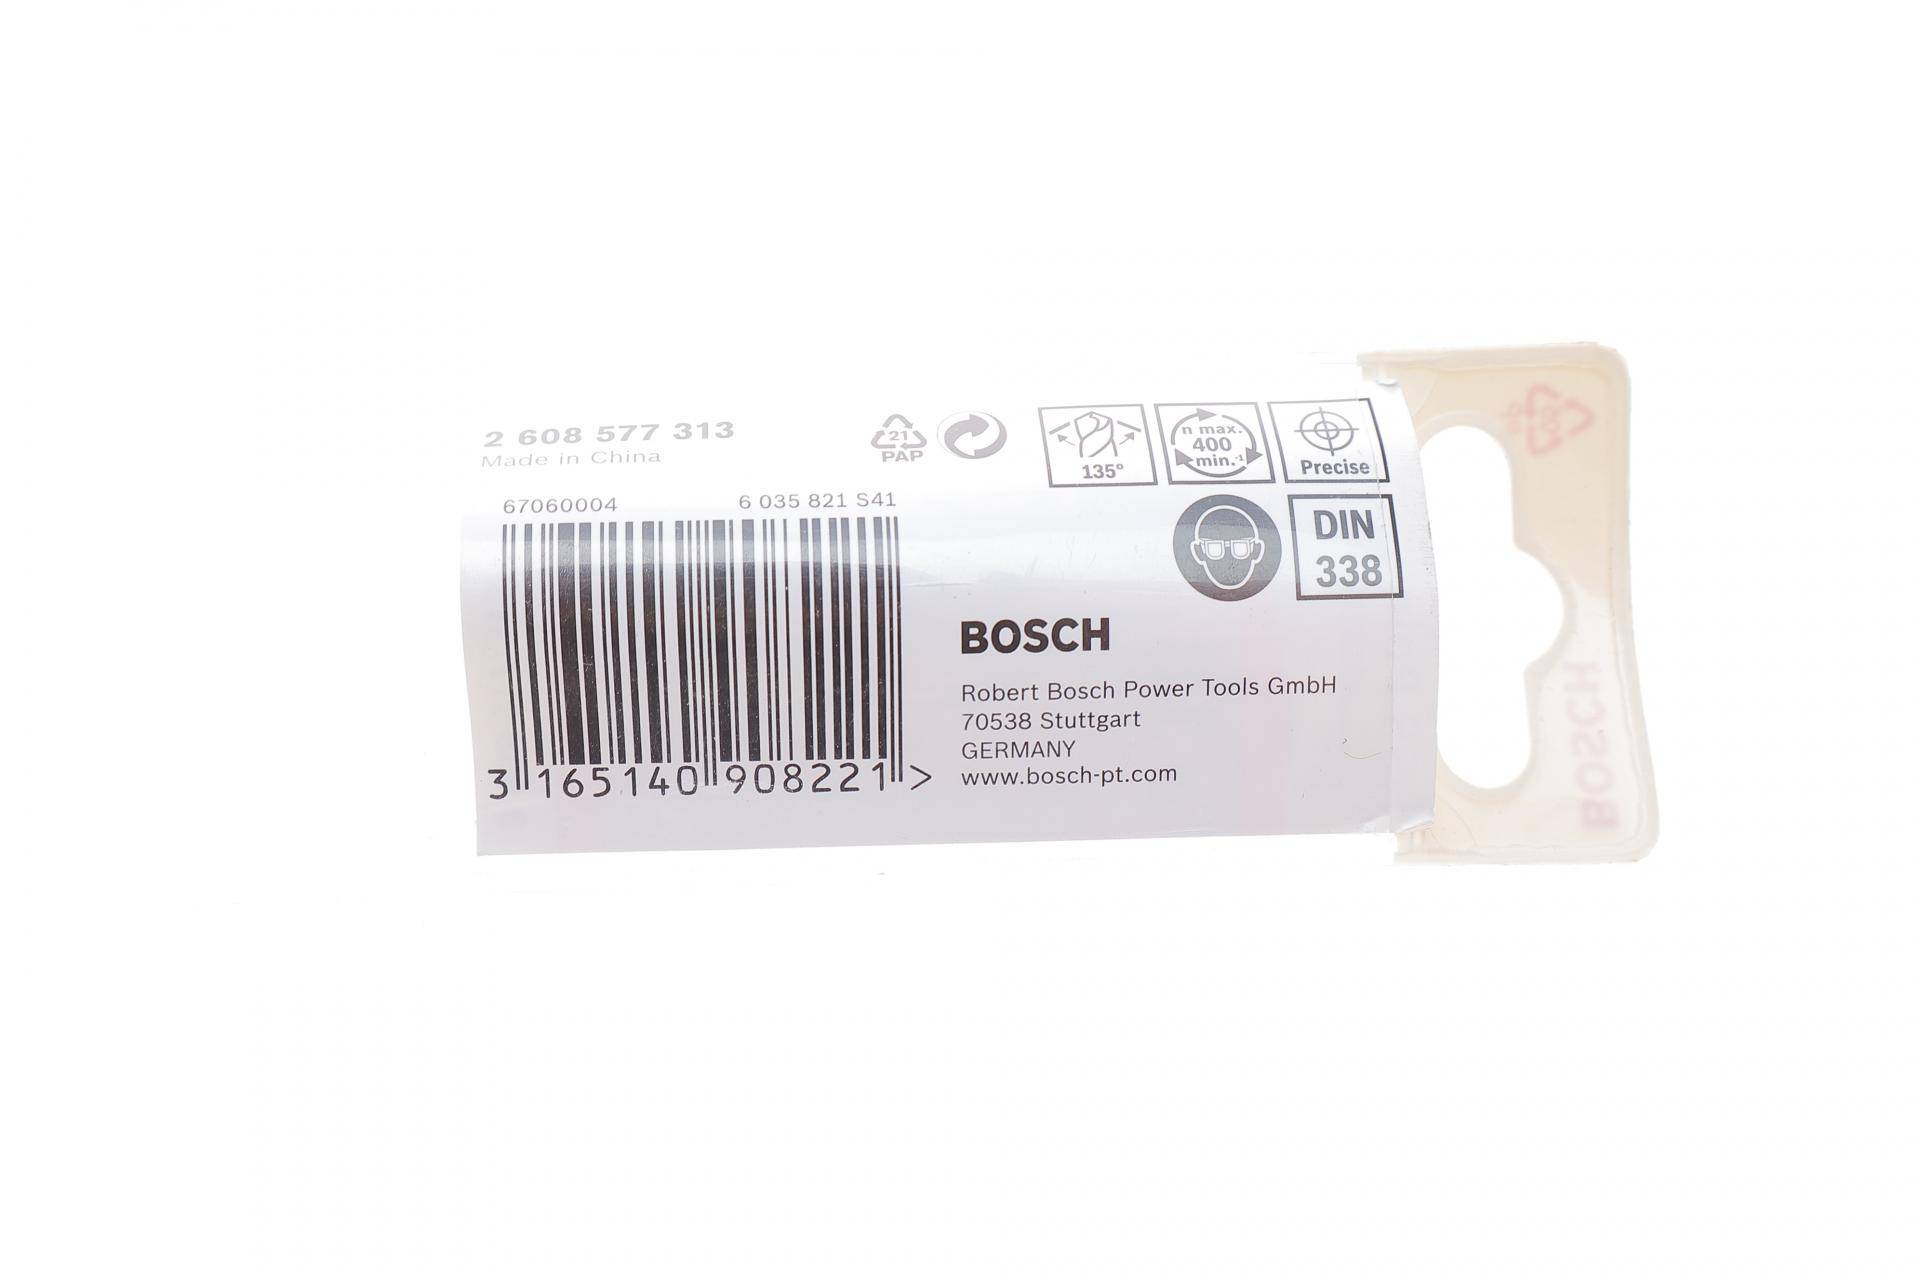 2 608 577 313
Made in China
67060004
6 035 821 S41
21
PAP
135°
n max.
400
min.-1
Precise
DIN
338
BOSCH
Robert Bosch Power Tools GmbH
70538 Stuttgart
GERMANY
www.bosch-pt.com
3 165140 908221 >
BOSCH